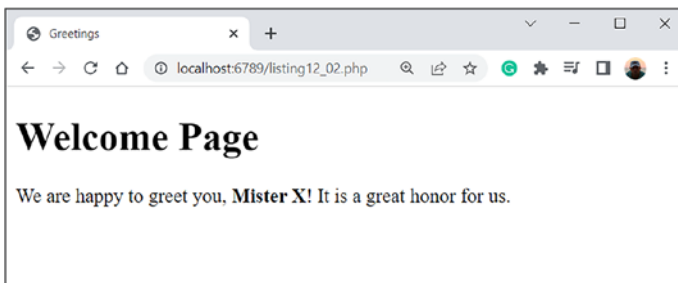 Greetings
localhost:6789/listing12_02.php
Welcome Page
We are happy to greet you, Mister X! It is a great honor for us.